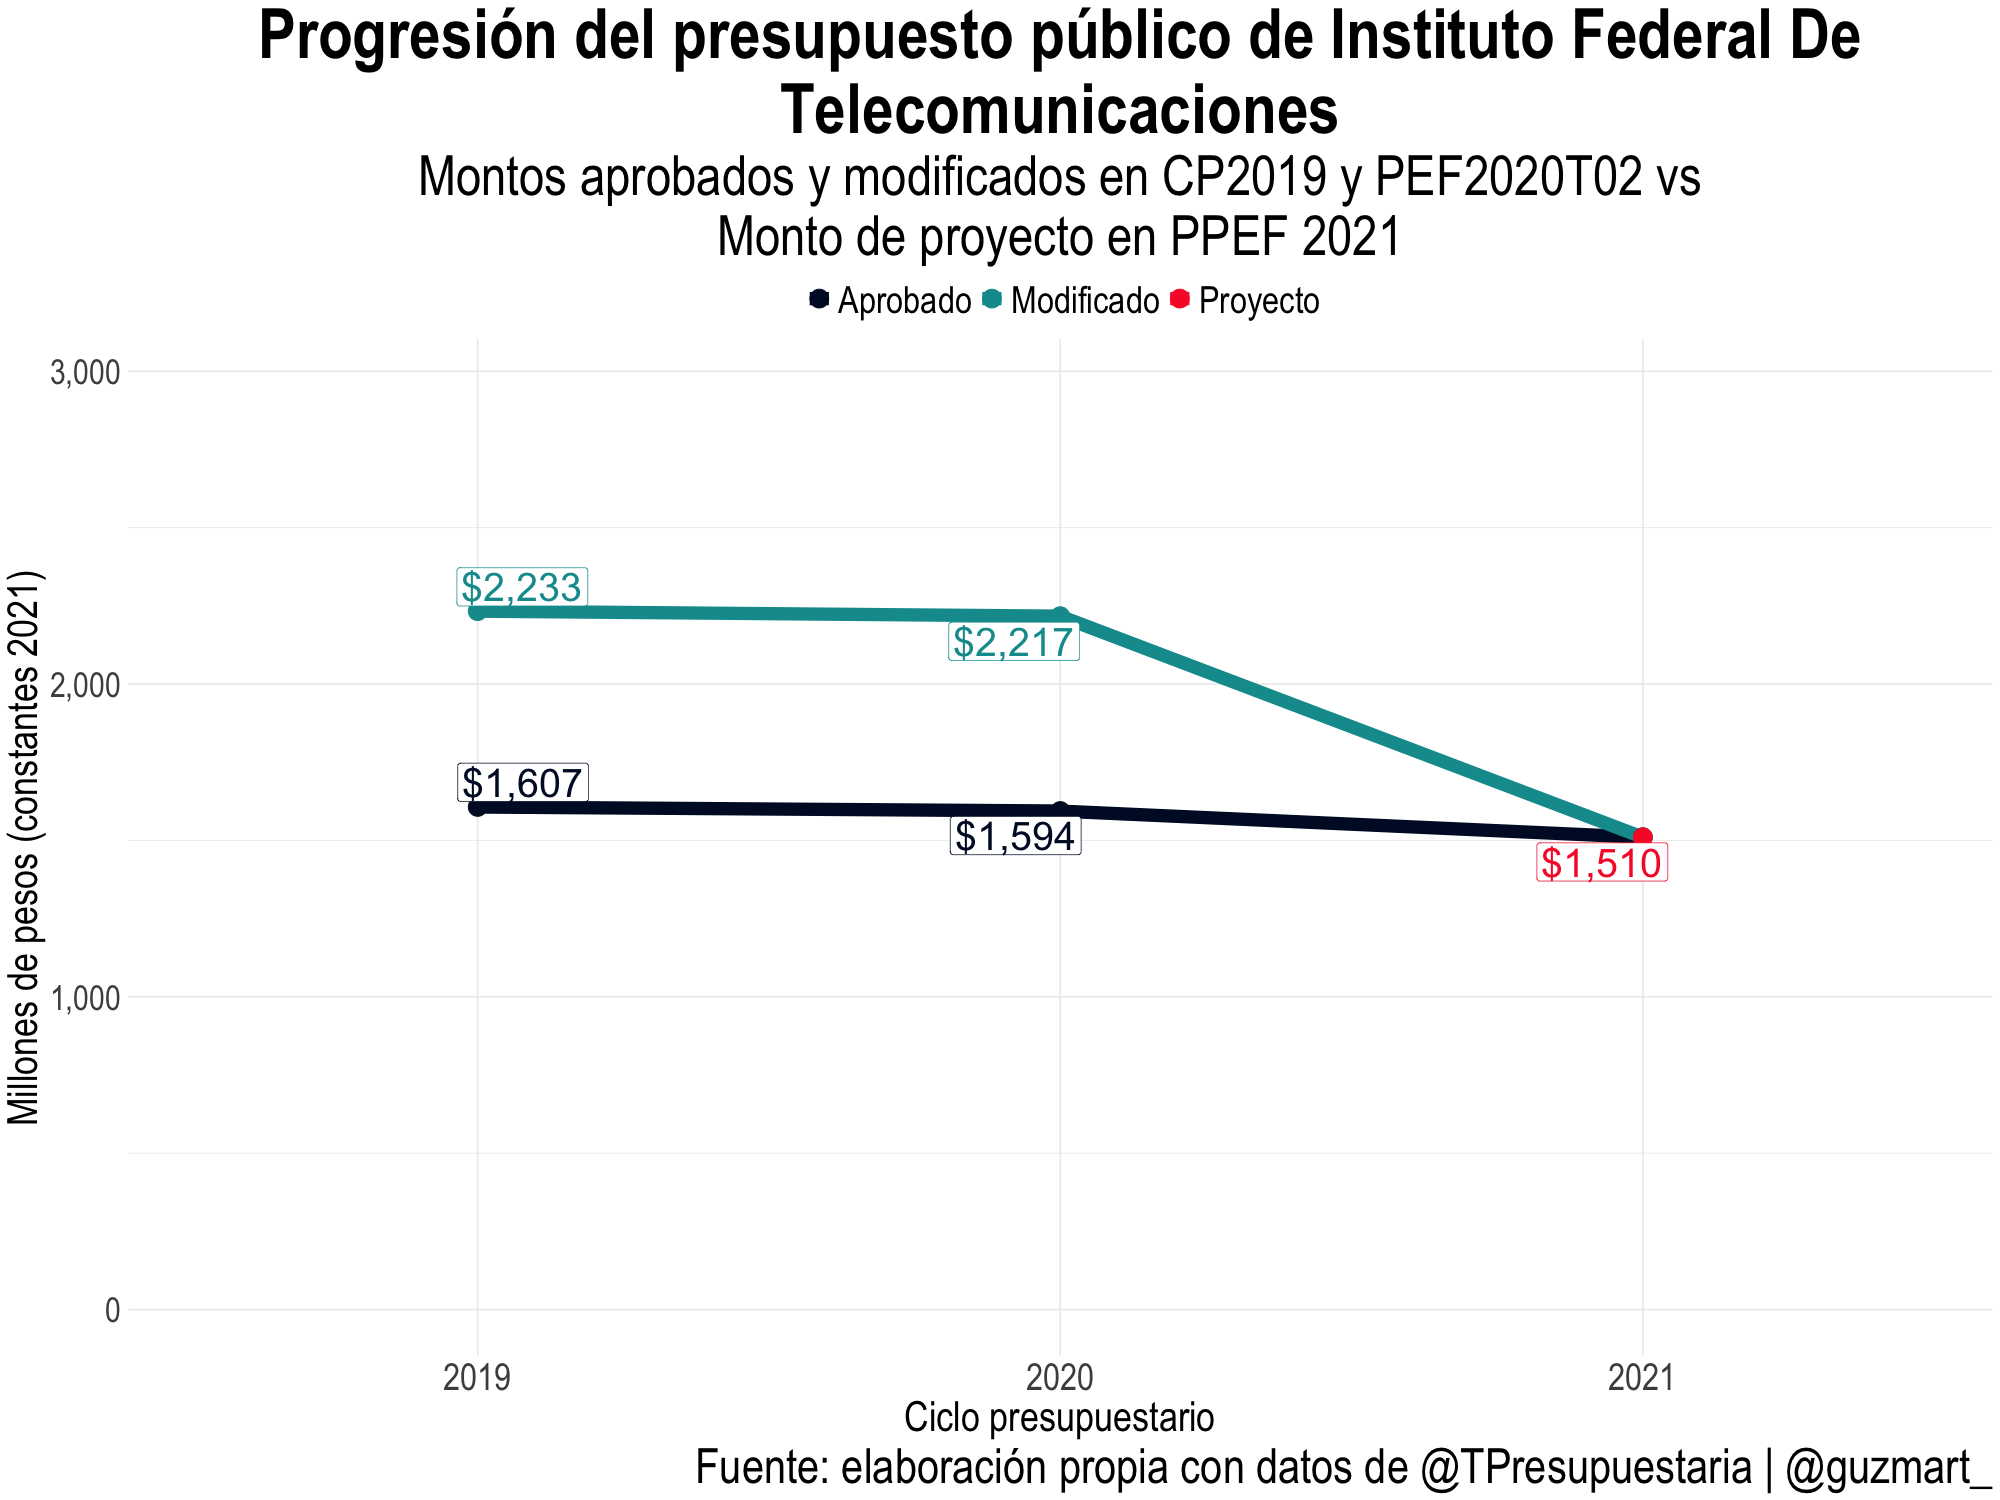 Progresión del presupuesto público de Instituto Federal De
Telecomunicaciones
Montos aprobados y modificados en CP2019 y PEF2020T02 vs
Monto de proyecto en PPEF 2021
Aprobado Modificado Proyecto
Millones de pesos (constantes 2021)
3,000
2,000
1,000
0
$2,233
$2,217
$1,607
$1,594
$1,510
2019 2020 2021
Ciclo presupuestario
Fuente: elaboración propia con datos de @TPresupuestaria | @guzmart_